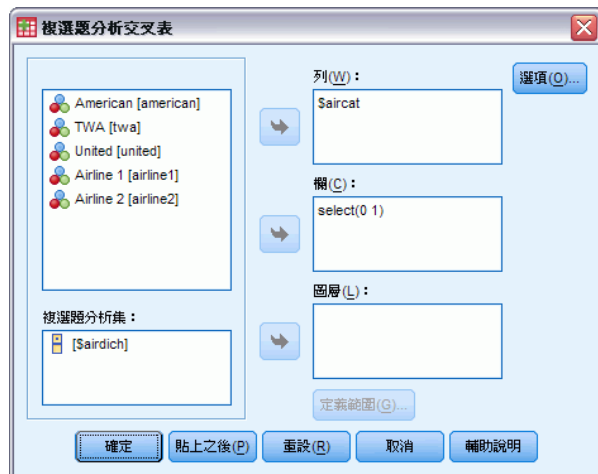 複選題分析交叉表
American [american]
TWA [twa]
United [united]
Airline 1 [airline1]
Airline 2 [airline2]
複選題分析集：
[$airdich]
列(W)：
$aircat
選項(O)...
欄(C)：
select(0 1)
圖層(L)：
定義範圍(G)...
確定
貼上之後(P)
重設(R)
取消
輔助說明